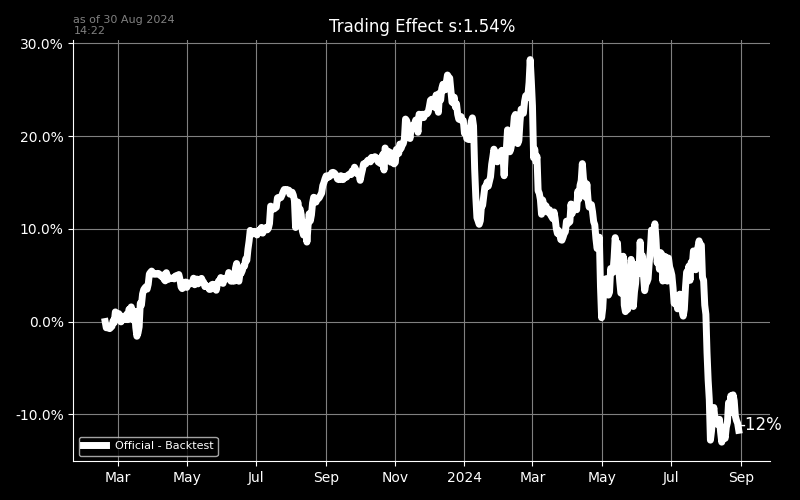 as of 30 Aug 2024
14:22
Trading Effect s:1.54%
30.0%
20.0%
10.0%
0.0%
-10.0%
-12%
Official - Backtest
Mar May Jul Sep Nov 2024 Mar May Jul Sep